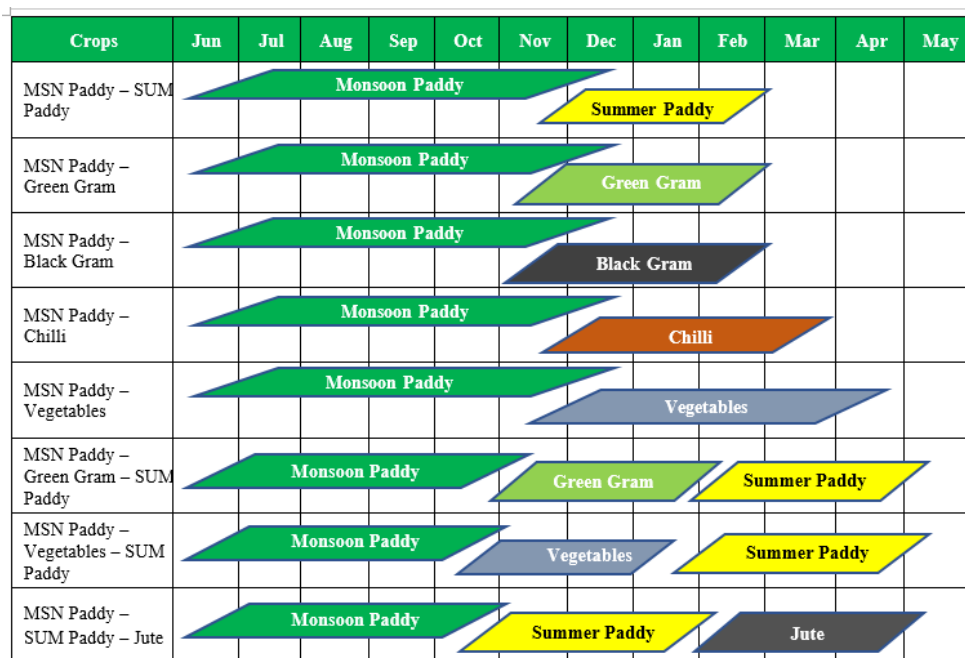 Crops Jun Jul Aug Sep Oct Nov Dec Jan Feb Mar Apr May
MSN Paddy – SUM
Paddy
Monsoon Paddy
Summer Paddy
MSN Paddy –
Green Gram
Monsoon Paddy
Green Gram
MSN Paddy –
Black Gram
Monsoon Paddy
Black Gram
MSN Paddy –
Chilli
Monsoon Paddy
Chilli
MSN Paddy –
Vegetables
Monsoon Paddy
Vegetables
MSN Paddy –
Green Gram – SUM
Paddy
Monsoon Paddy
Green Gram
Summer Paddy
MSN Paddy –
Vegetables – SUM
Paddy
Monsoon Paddy
Vegetables
Summer Paddy
MSN Paddy –
SUM Paddy – Jute
Monsoon Paddy
Summer Paddy
Jute